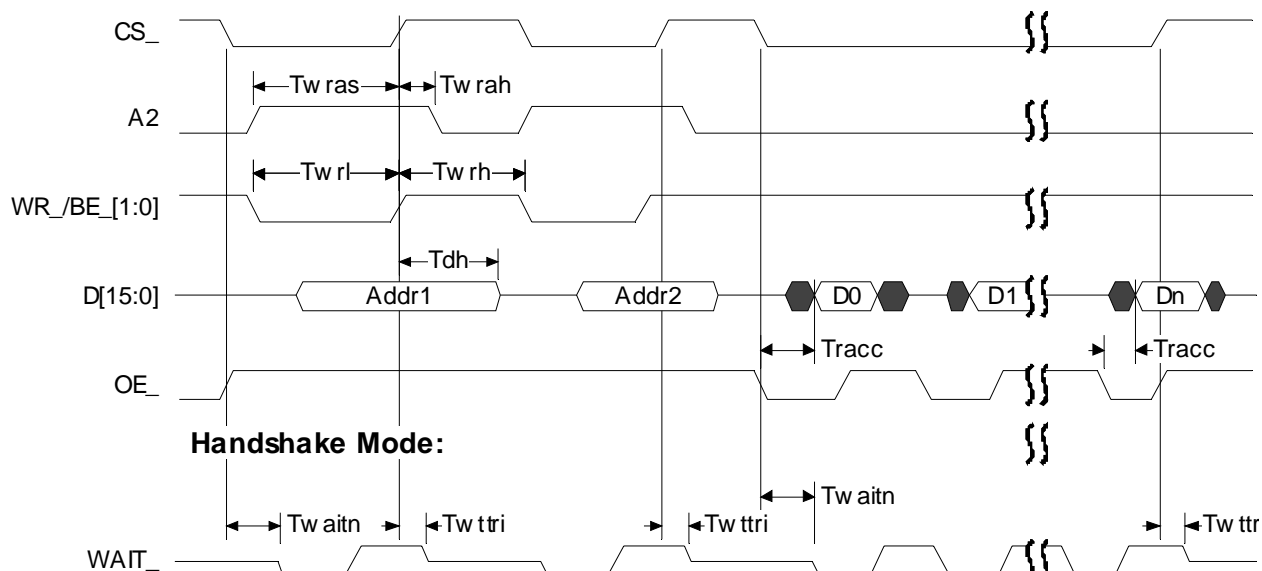 CS_
Tw ras
Tw rah
A2
Tw rl
Tw rh
WR_/BE_[1:0]
Tdh
D[15:0]
Addr1
Addr2
D0
D1
Dn
Tracc
Tracc
OE_
Handshake Mode:
Tw aitn
Tw aitn
Tw ttri
Tw ttri
Tw ttr
WAIT_